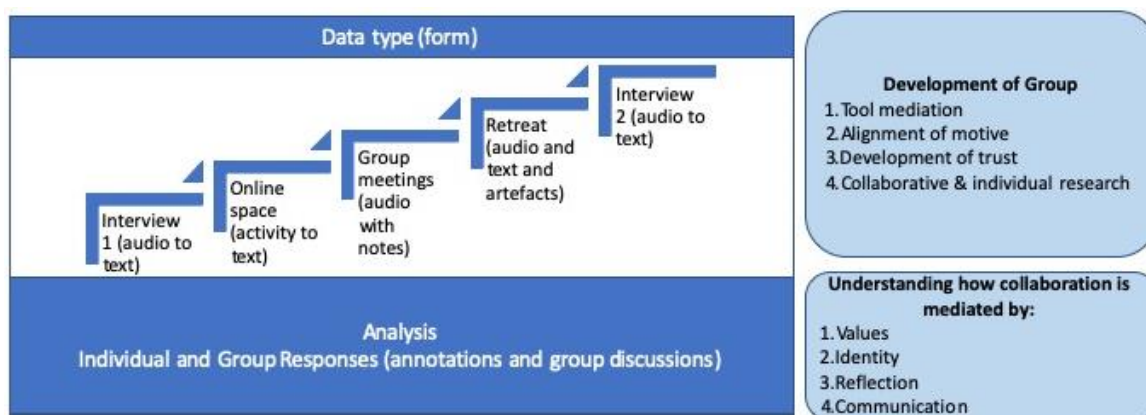 Data type (form)
Interview
1 (audio to
text)
Online
space
(activity to
text)
Group
meetings
(audio
with
notes)
Retreat
(audio and
text and
artefacts)
Interview
2 (audio to
text)
Analysis
Individual and Group Responses (annotations and group discussions)
Development of Group
1.Tool mediation
2.Alignment of motive
3.Development of trust
4.Collaborative & individual research
Understanding how collaboration is
mediated by:
1.Values
2.Identity
3.Reflection
4.Communication